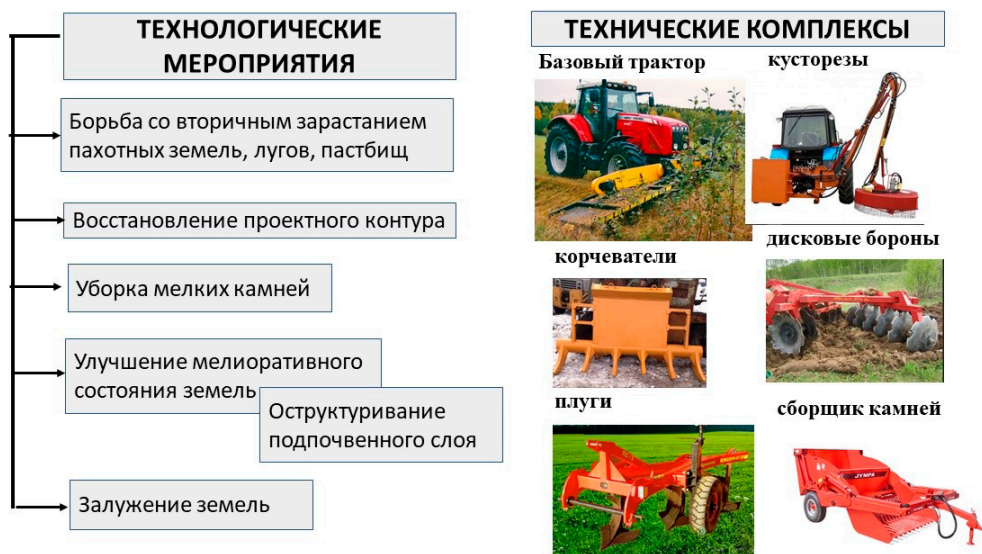 ТЕХНОЛОГИЧЕСКИЕ
МЕРОПРИЯТИЯ
Борьба со вторичным зарастанием
пахотных земель, лугов, пастбищ
Восстановление проектного контура
Уборка мелких камней
Улучшение мелиоративного
состояния земель
Оструктуривание
подпочвенного слоя
Залужение земель
ТЕХНИЧЕСКИЕ КОМПЛЕКСЫ
Базовый трактор
кусторезы
корчеватели
дисковые бороны
плуги
сборщик камней
JYMPA